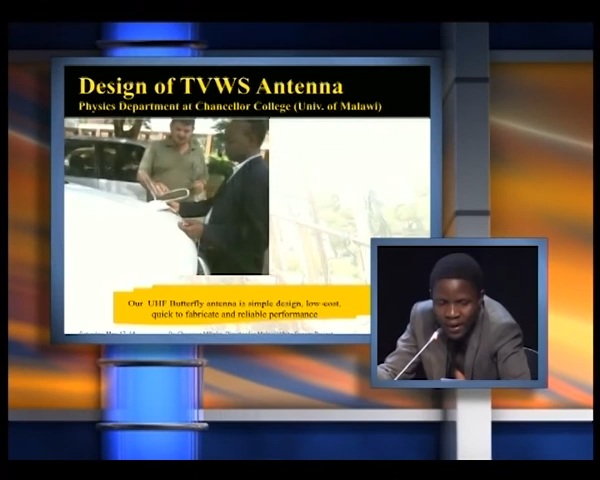 Design of TVWS Antenna
Physics Department at Chancellor College (Univ. of Malawi)
Our UHF Butterfly antenna is simple design, low-cost,
quick to fabricate and reliable performance